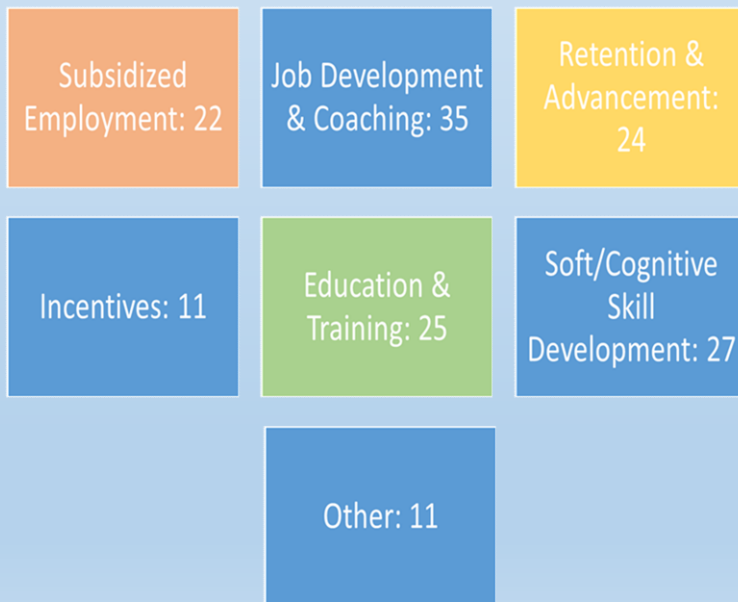 Subsidized
Employment: 22
Job Development
& Coaching: 35
Retention &
Advancement:
24
Incentives: 11
Education &
Training: 25
Soft/Cognitive
Skill
Development: 27
Other: 11